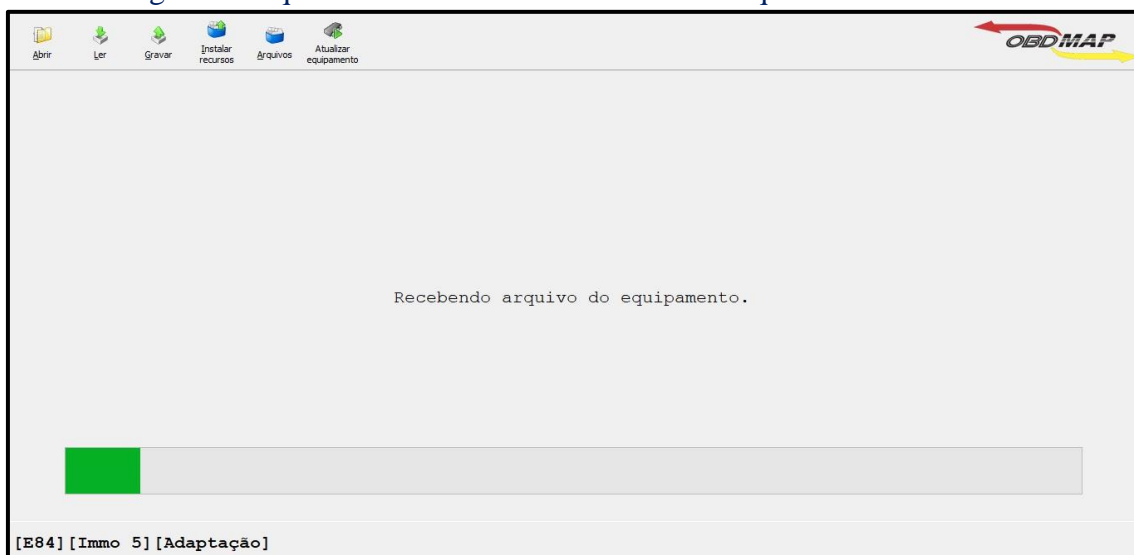 Abrir
Ler
Gravar
Instalar
recursos
Arquivos
Atualizar
equipamento
OBDMAP
Recebendo arquivo do equipamento.
[E84][Immo 5][Adaptação]